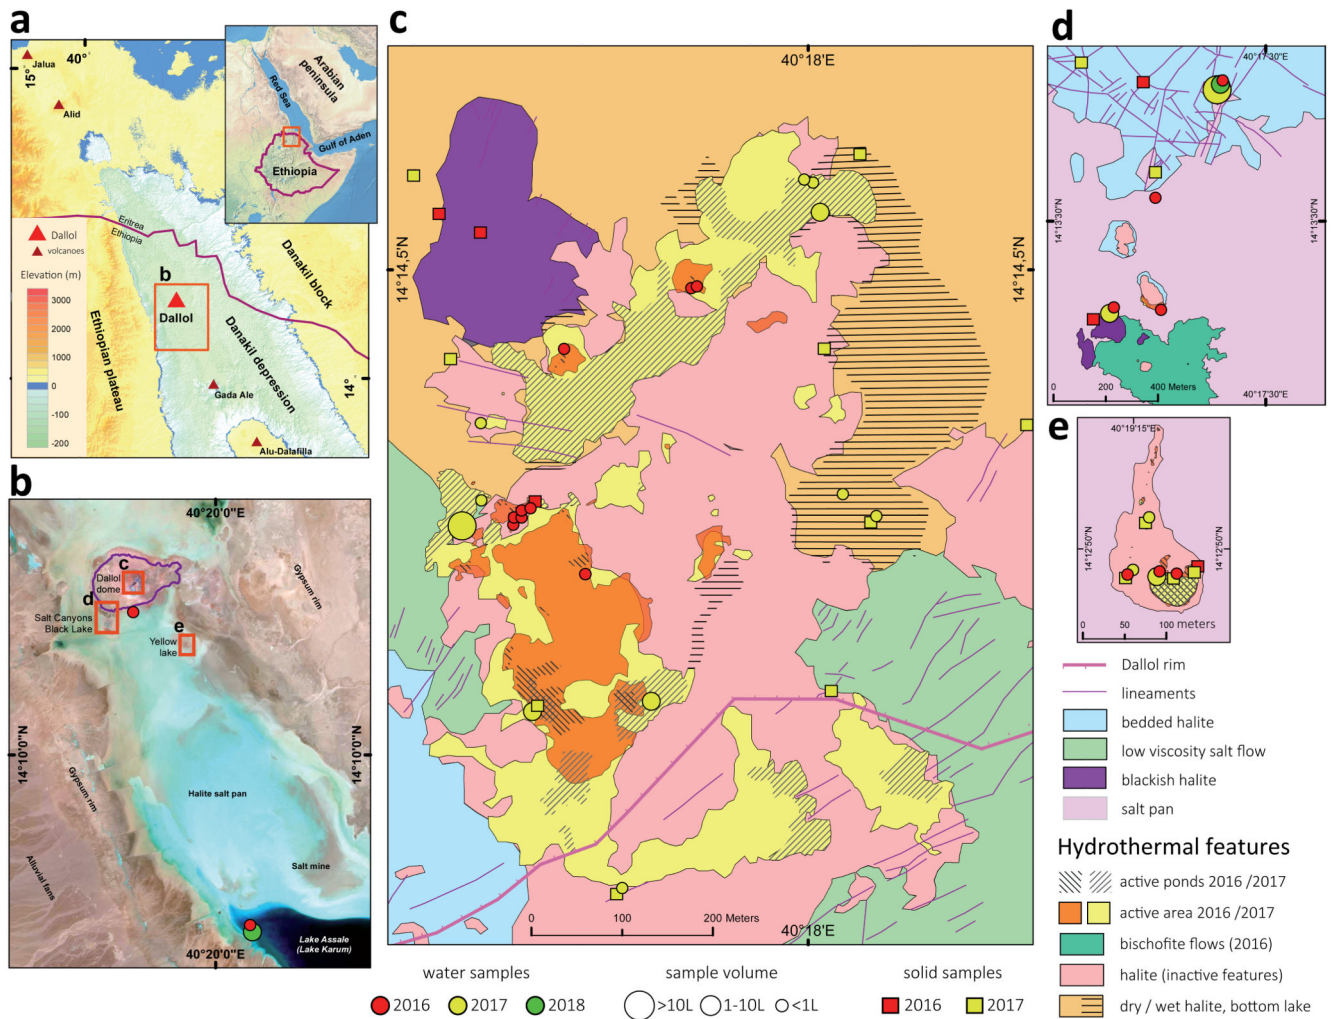 a
40°
15°
Jalua
Alid
Red Sea
Arabian
peninsula
Gulf of Aden
Ethiopia
Eritrea
Ethiopia
Dallol
volcanoes
Elevation (m)
3000
2000
1000
0
-100
-200
b
Dallol
Ethiopian plateau
Danakil depression
Danakil block
14°
Gada Ale
Alu-Dalafilla
b
40°20'0"E
c
Dallol
dome
d
Salt Canyons
Black Lake
e
Yellow
lake
Gypsum rim
14°10'0"N
14°10'0"N
Gypsum rim
Halite salt pan
Salt mine
Alluvial fans
40°20'0"E
Lake Assale
(Lake Karum)
c
40°18'E
14°14,5'N
14°14,5'N
0
100
200 Meters
40°18'E
d
40°17'30"E
14°13'30"N
14°13'30"N
0
200
400 Meters
40°17'30"E
e
40°19'15"E
14°12'50"N
14°12'50"N
0
50
100
meters
Dallol rim
lineaments
bedded halite
low viscosity salt flow
blackish halite
salt pan
Hydrothermal features
active ponds 2016 /2017
active area 2016 /2017
bischofite flows (2016)
halite (inactive features)
dry / wet halite, bottom lake
water samples
2016
2017
2018
sample volume
>10L
1-10L
<1L
solid samples
2016
2017